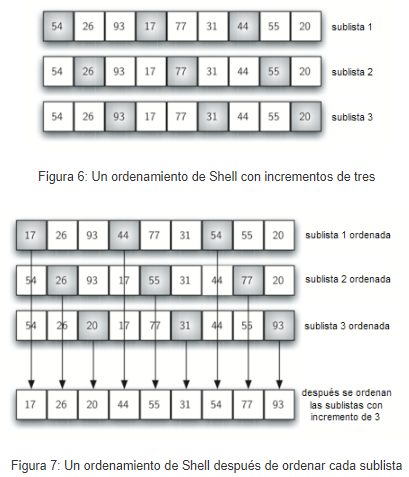 54 26 93 17 77 31 44 55 20 sublista 1
54 26 93 17 77 31 44 55 20 sublista 2
54 26 93 17 77 31 44 55 20 sublista 3
Figura 6: Un ordenamiento de Shell con incrementos de tres
17 26 93 44 77 31 54 55 20 sublista 1 ordenada
54 26 93 17 55 31 44 77 20 sublista 2 ordenada
54 26 20 17 77 31 44 55 93 sublista 3 ordenada
17 26 20 44 55 31 54 77 93
después se ordenan
las sublistas con
incremento de 3
Figura 7: Un ordenamiento de Shell después de ordenar cada sublista